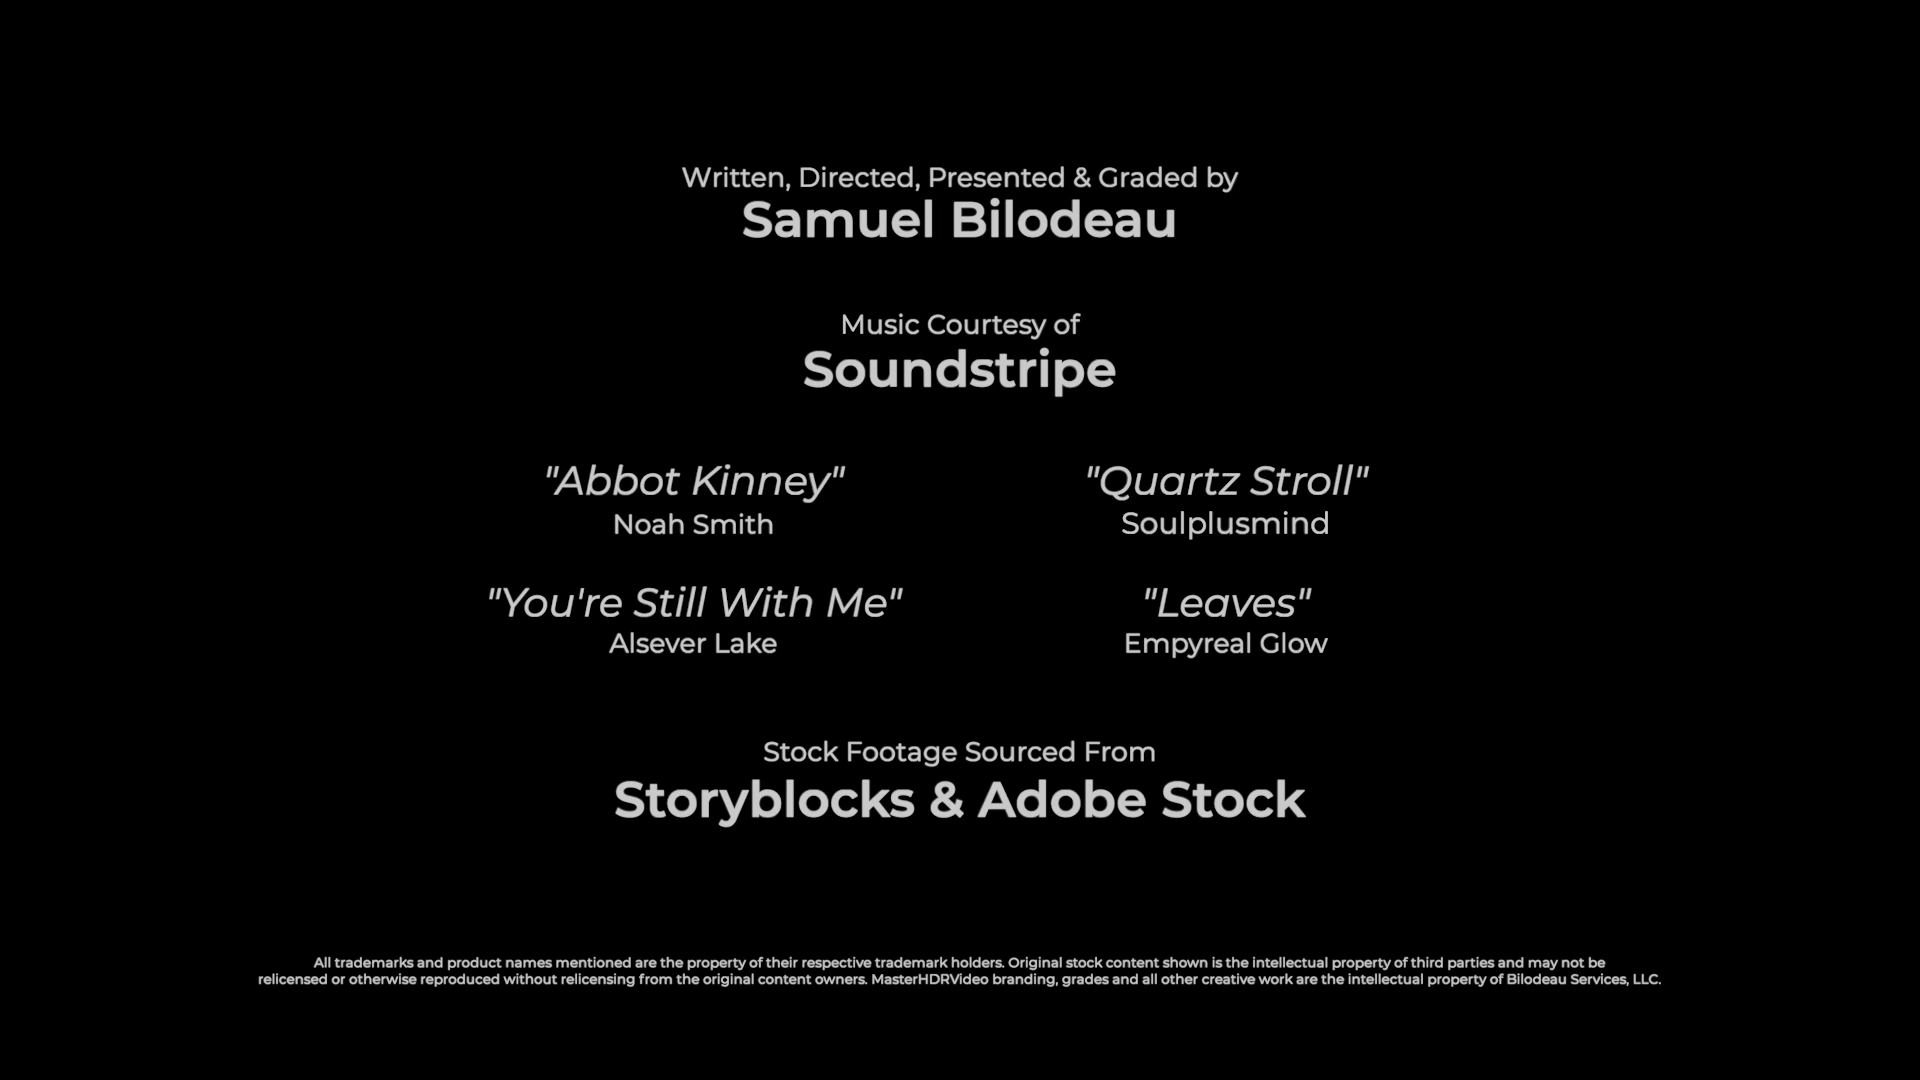 Written, Directed, Presented & Graded by
Samuel Bilodeau
Music Courtesy of
Soundstripe
"Abbot Kinney"
Noah Smith
"Quartz Stroll"
Soulplusmind
"You're Still With Me"
Alsever Lake
"Leaves"
Empyreal Glow
Stock Footage Sourced From
Storyblocks & Adobe Stock
All trademarks and product names mentioned are the property of their respective trademark holders. Original stock content shown is the intellectual property of third parties and may not be
relicensed or otherwise reproduced without relicensing from the original content owners. MasterHDRVideo branding, grades and all other creative work are the intellectual property of Bilodeau Services, LLC.